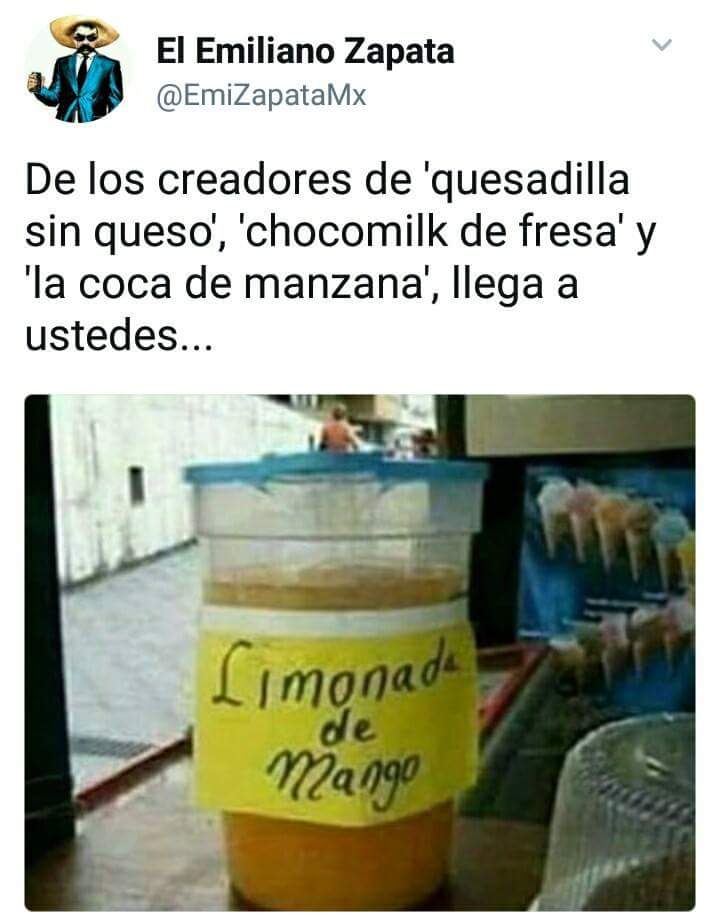 El Emiliano Zapata
@EmiZapataMx
De los creadores de 'quesadilla
sin queso', 'chocomilk de fresa' y
'la coca de manzana', llega a
ustedes...
Limonada
de
Mango